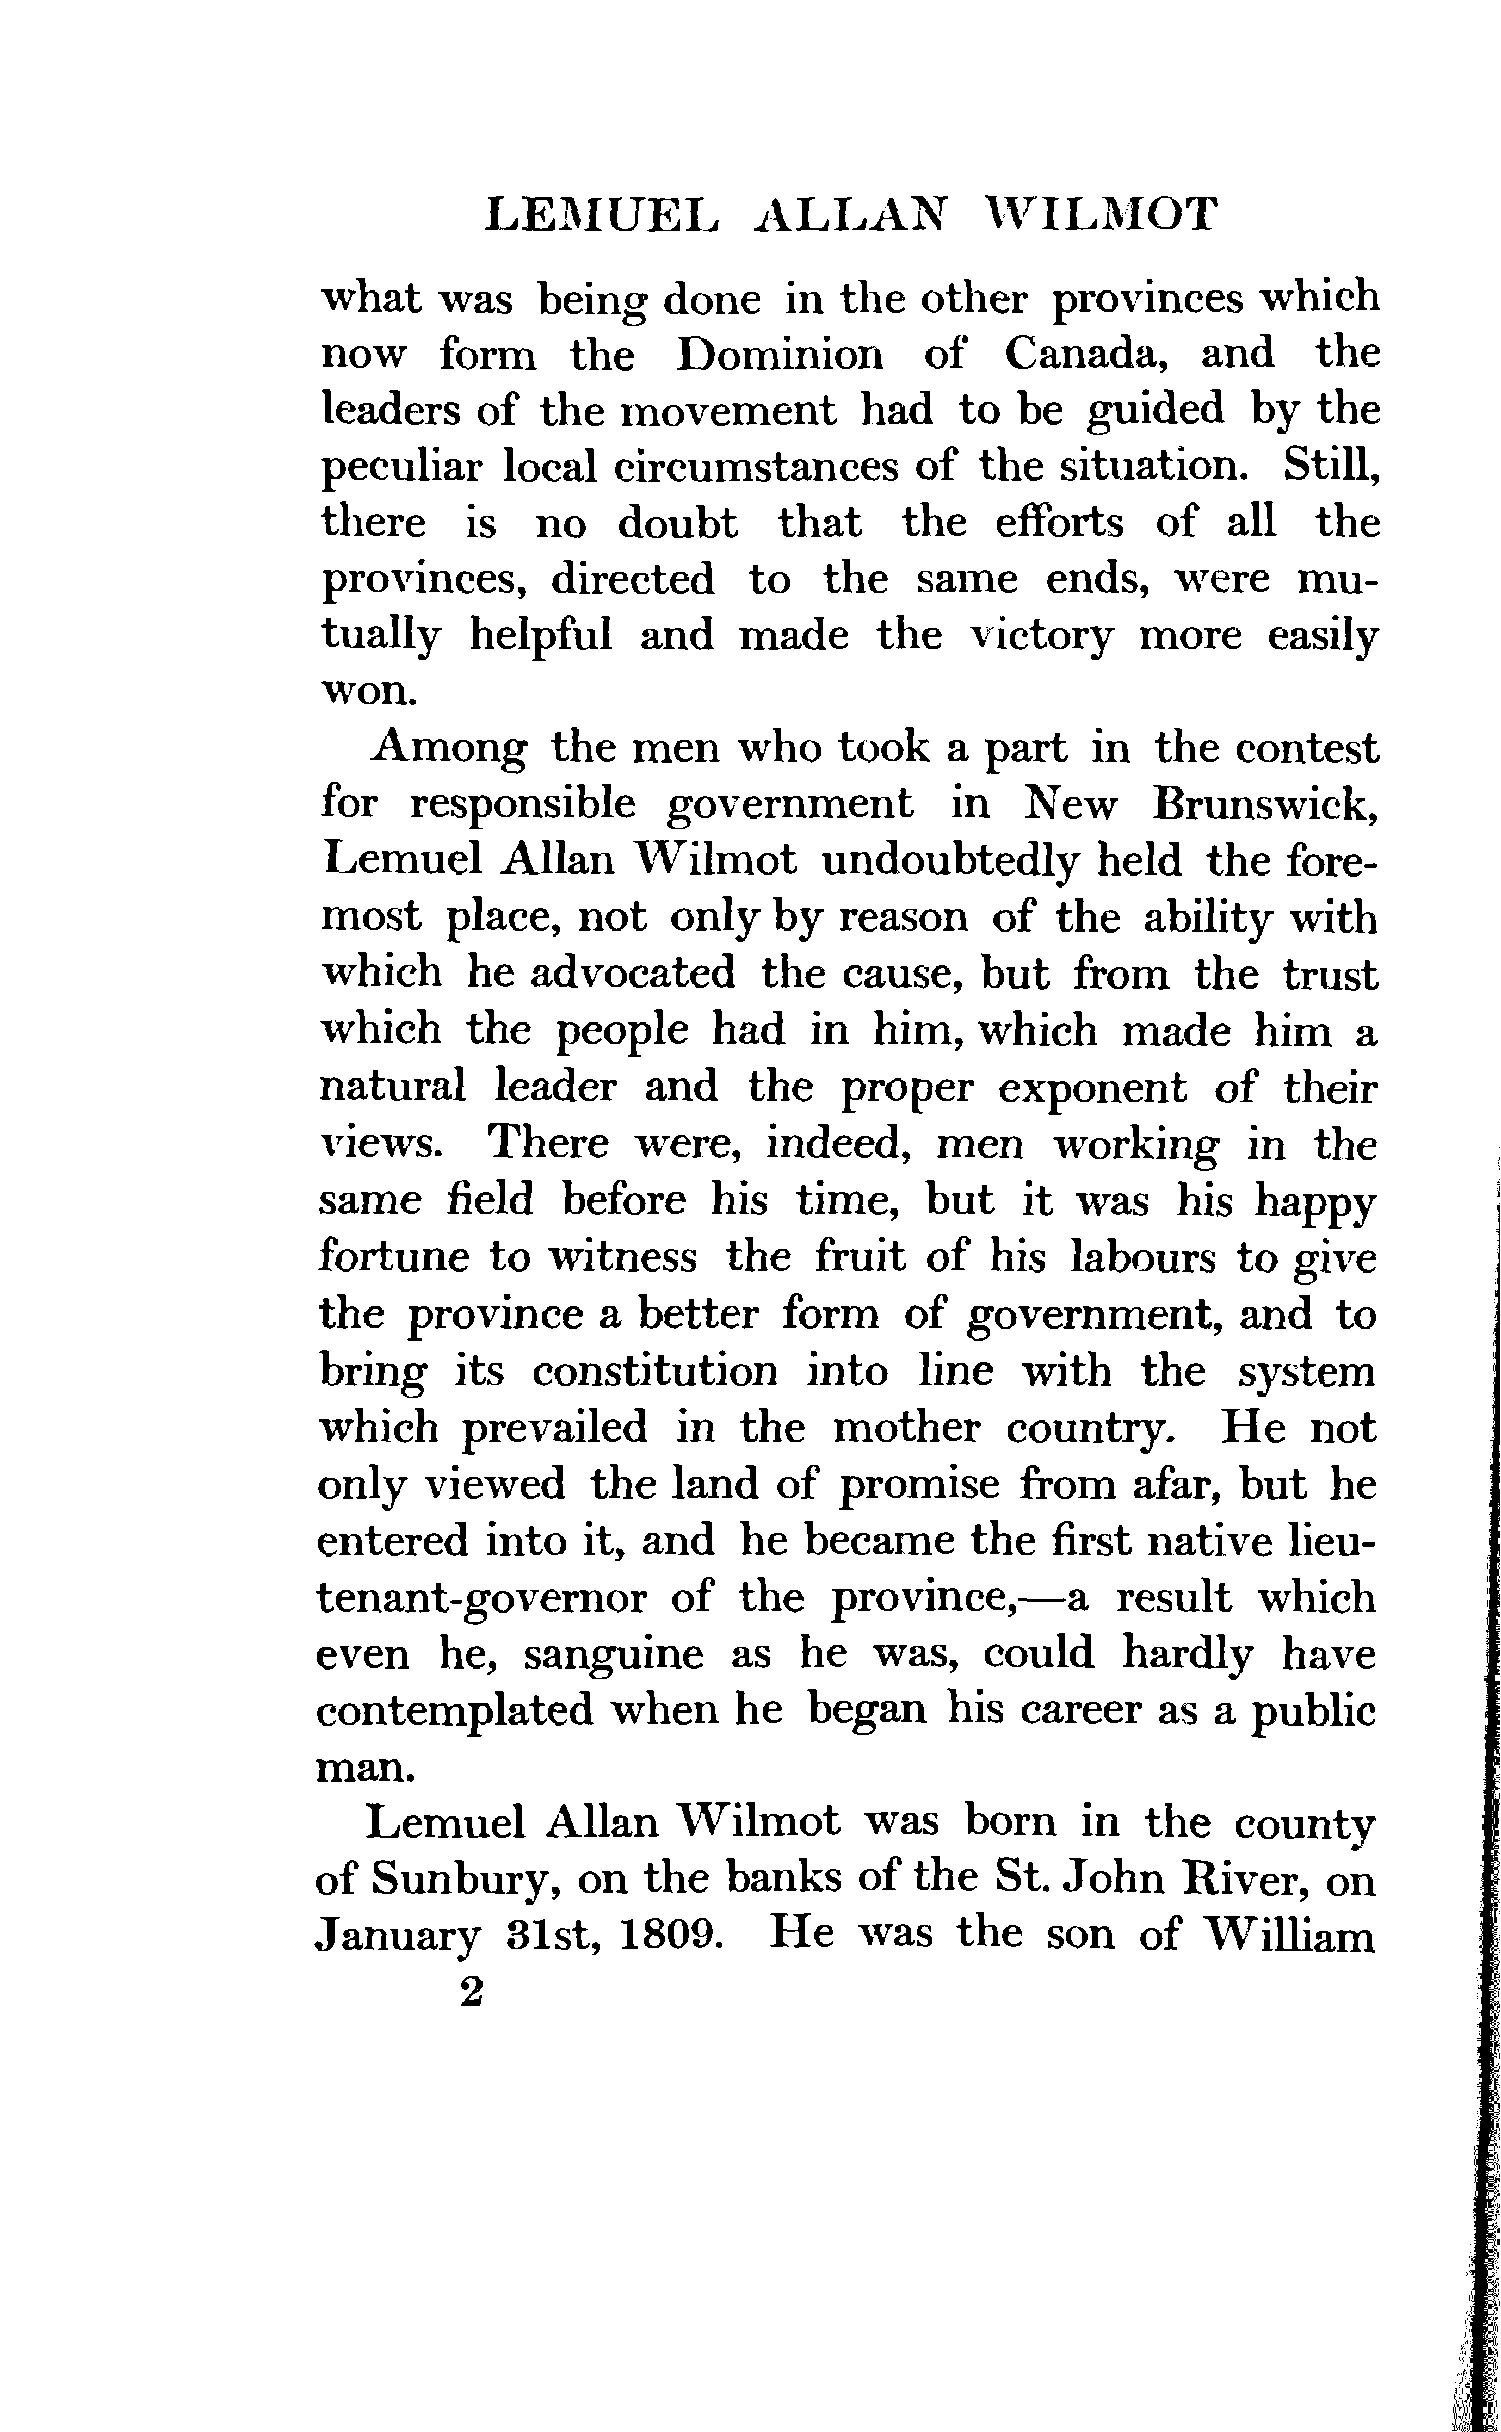 LEMUEL ALLAN WILMOT
what was being done in the other provinces which
now form the Dominion of Canada, and the
leaders of the movement had to be guided by the
peculiar local circumstances of the situation. Still,
there is no doubt that the efforts of all the
provinces, directed to the same ends, were mu-
tually helpful and made the victory more easily
won.
Among the men who took a part in the contest
for responsible government in New Brunswick,
Lemuel Allan Wilmot undoubtedly held the fore-
most place, not only by reason of the ability with
which he advocated the cause, but from the trust
which the people had in him, which made him a
natural leader and the proper exponent of their
views. There were, indeed, men working in the
same field before his time, but it was his happy
fortune to witness the fruit of his labours to give
the province a better form of government, and to
bring its constitution into line with the system
which prevailed in the mother country. He not
only viewed the land of promise from afar, but he
entered into it, and he became the first native lieu-
tenant-governor of the province,—a result which
even he, sanguine as he was, could hardly have
contemplated when he began his career as a public
man.
Lemuel Allan Wilmot was born in the county
of Sunbury, on the banks of the St. John River, on
January 31st, 1809. He was the son of William
2